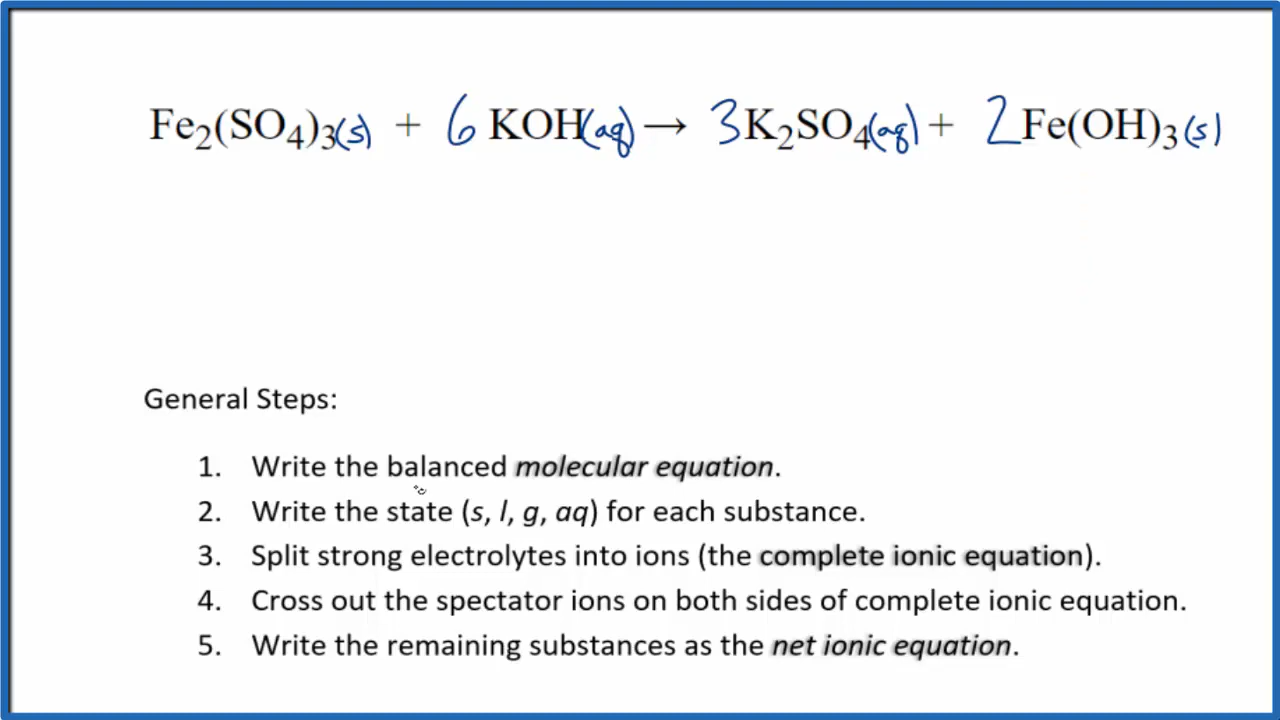 Fe₂(SO₄)₃(s) + 6 KOH(aq) → 3K₂SO₄(aq) + 2Fe(OH)₃(s)
General Steps:
1. Write the balanced molecular equation.
2. Write the state (s, l, g, aq) for each substance.
3. Split strong electrolytes into ions (the complete ionic equation).
4. Cross out the spectator ions on both sides of complete ionic equation.
5. Write the remaining substances as the net ionic equation.